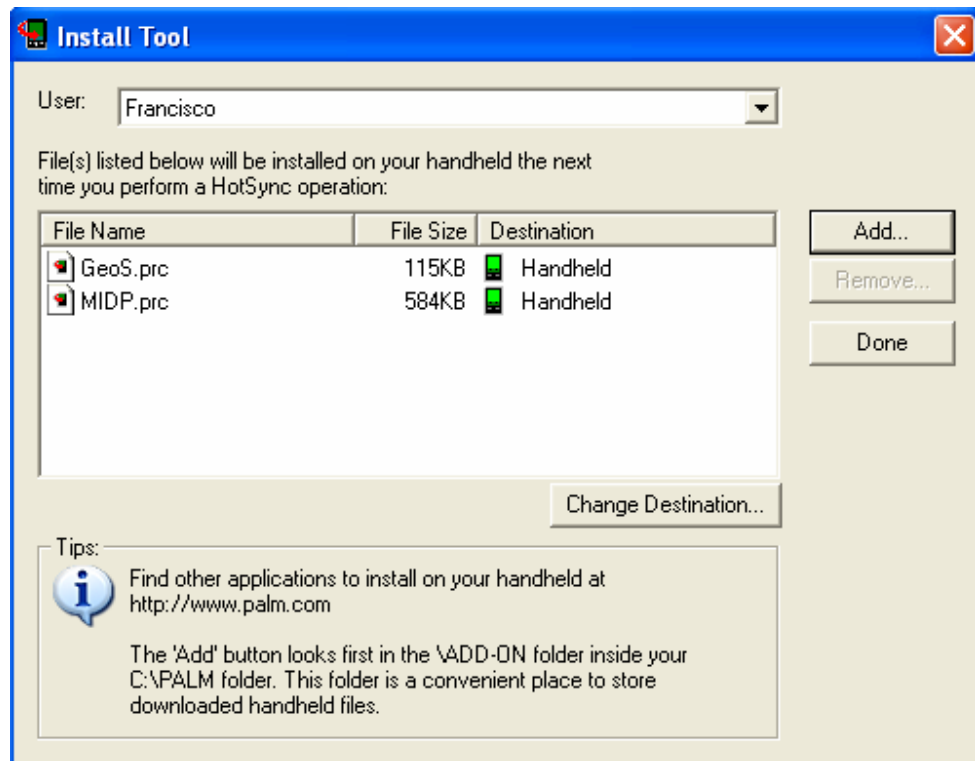 Install Tool
User: Francisco
File(s) listed below will be installed on your handheld the next
time you perform a HotSync operation:
File Name File Size Destination
GeoS.prc 115KB Handheld
MIDP.prc 584KB Handheld
Add...
Remove...
Done
Change Destination...
Tips:
Find other applications to install on your handheld at
http://www.palm.com
The 'Add' button looks first in the \ADD-ON folder inside your
C:\PALM folder. This folder is a convenient place to store
downloaded handheld files.